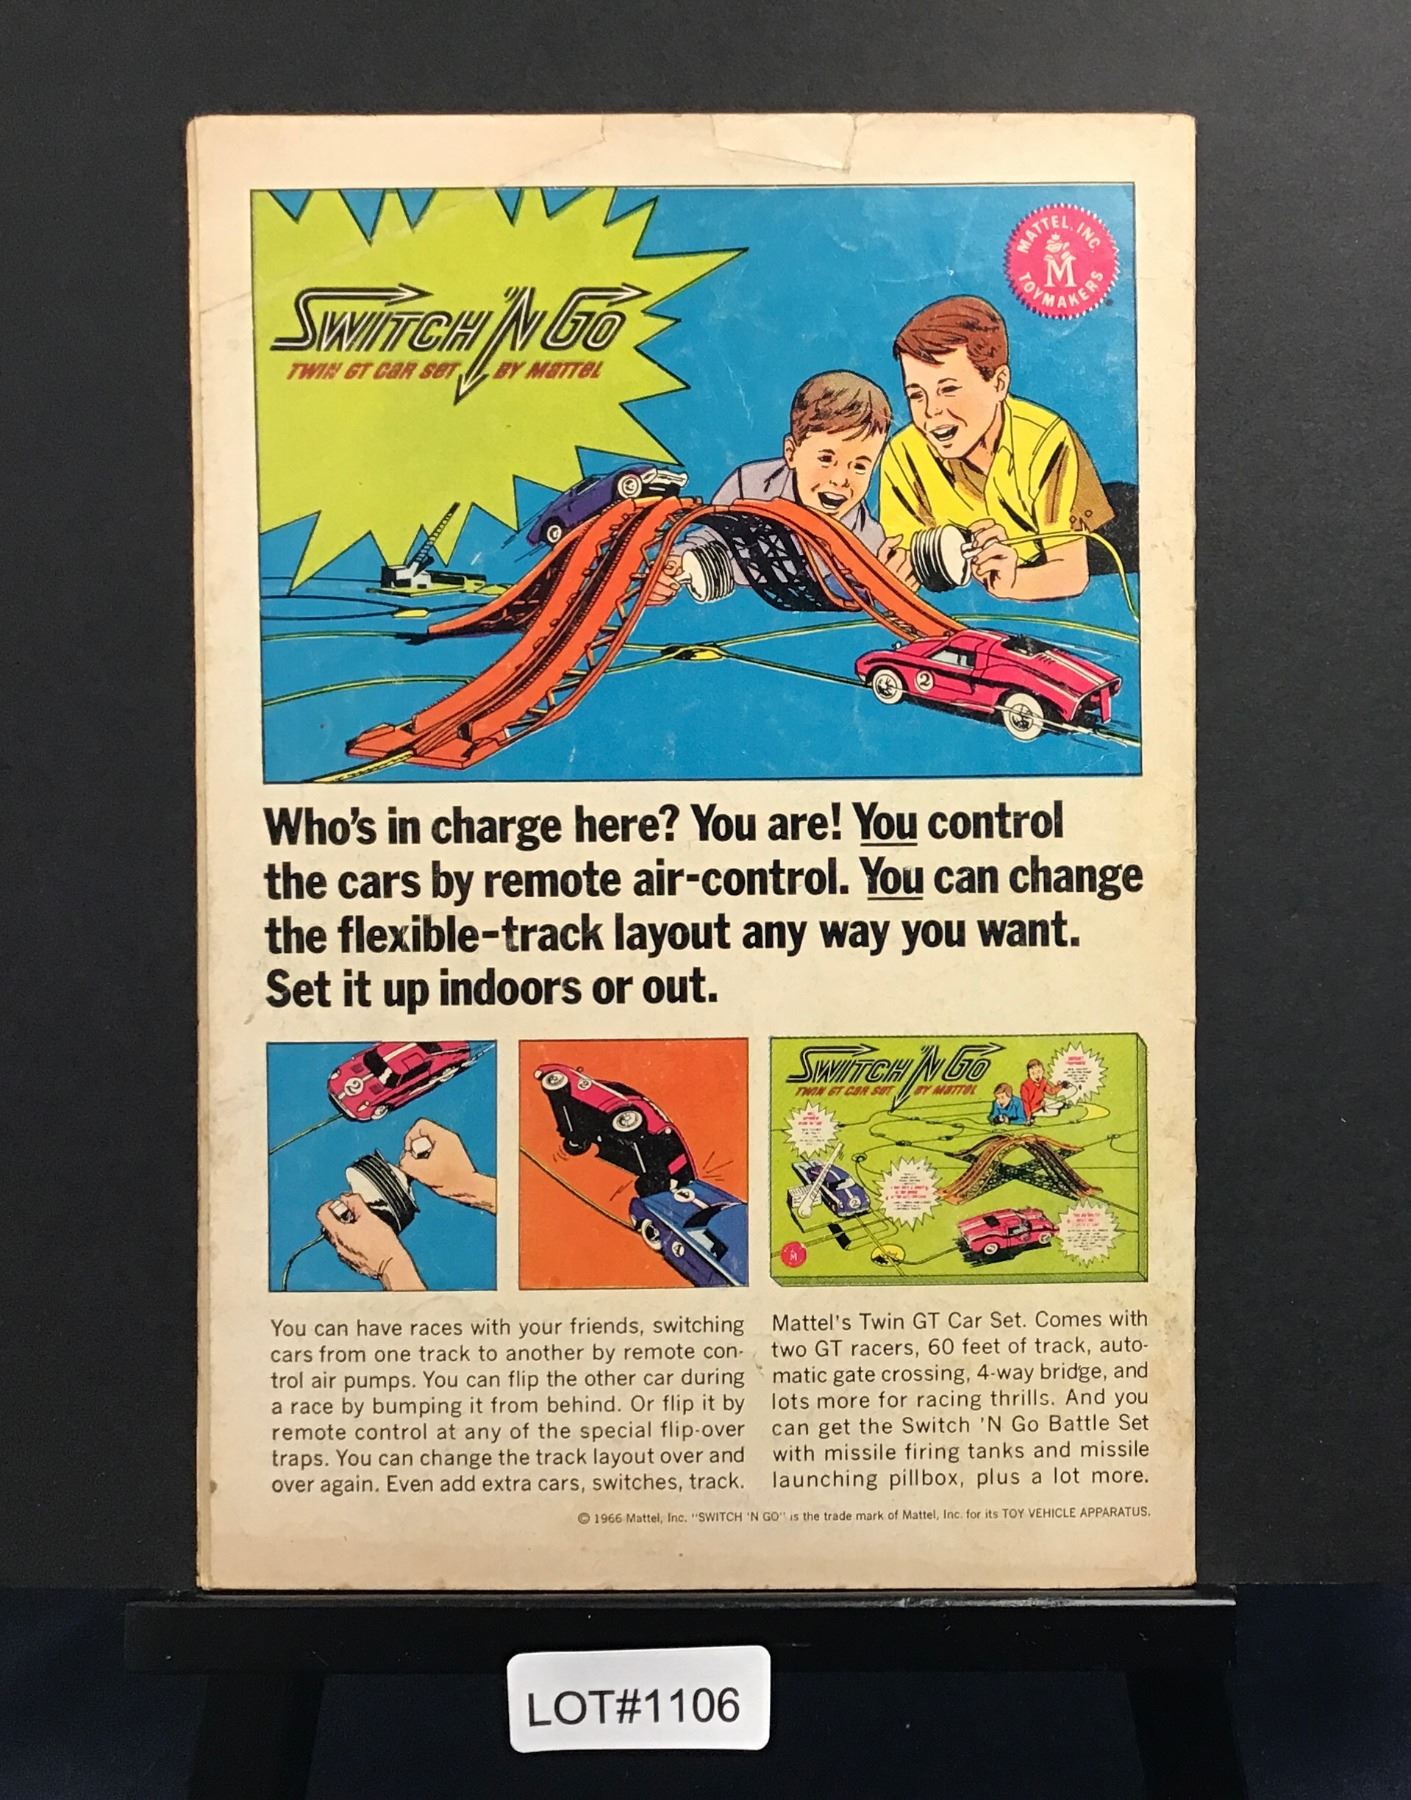 MATTEL, INC.
M
TOYMAKERS
SWITCH 'N GO
TWIN GT CAR SET BY MATTEL
2
Who's in charge here? You are! You control
the cars by remote air-control. You can change
the flexible-track layout any way you want.
Set it up indoors or out.
2
SWITCH 'N GO
TWIN GT CAR SET BY MATTEL
M
You can have races with your friends, switching
cars from one track to another by remote con-
trol air pumps. You can flip the other car during
a race by bumping it from behind. Or flip it by
remote control at any of the special flip-over
traps. You can change the track layout over and
over again. Even add extra cars, switches, track.
Mattel's Twin GT Car Set. Comes with
two GT racers, 60 feet of track, auto-
matic gate crossing, 4-way bridge, and
lots more for racing thrills. And you
can get the Switch 'N Go Battle Set
with missile firing tanks and missile
launching pillbox, plus a lot more.
© 1966 Mattel, Inc. "SWITCH 'N GO" is the trade mark of Mattel, Inc. for its TOY VEHICLE APPARATUS.
LOT#1106